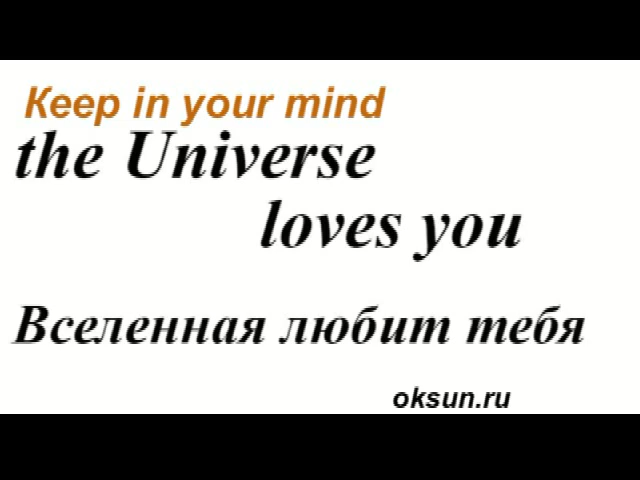 Keep in your mind
the Universe
loves you
Вселенная любит тебя
oksun.ru